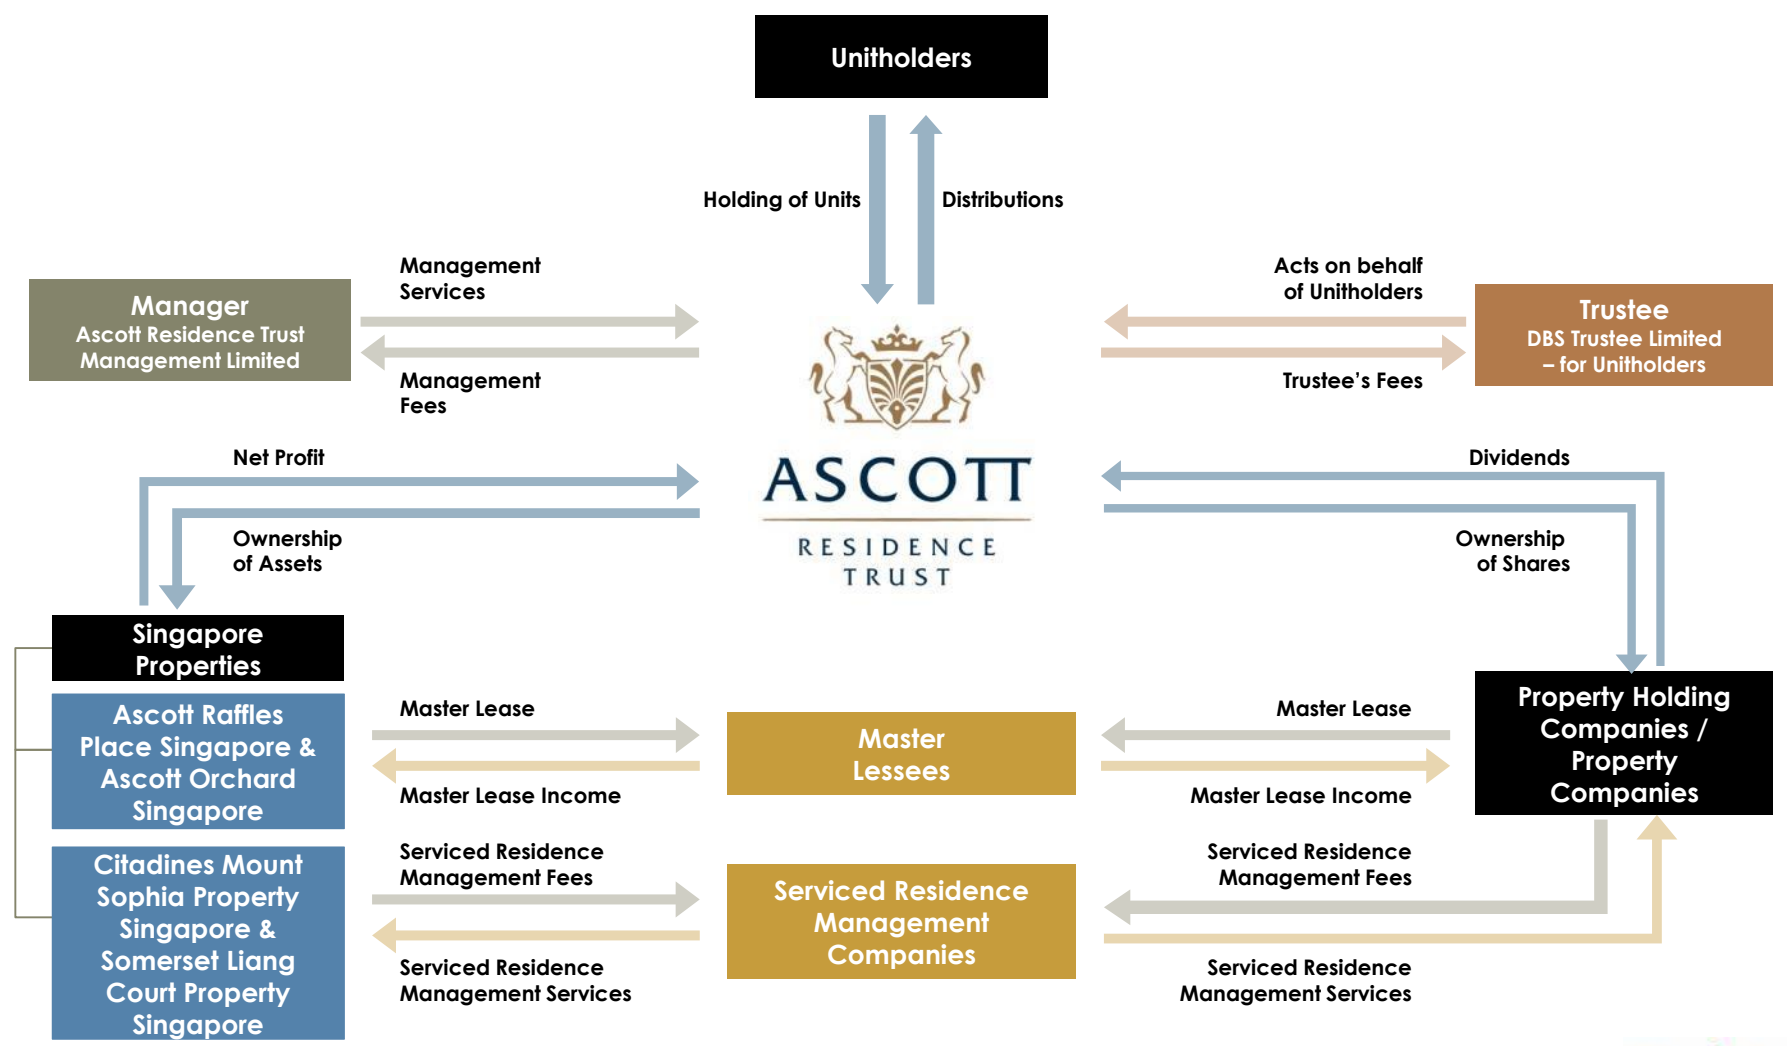 Unitholders
Holding of Units
Distributions
Management
Services
Acts on behalf
of Unitholders
Manager
Ascott Residence Trust
Management Limited
Trustee
DBS Trustee Limited
– for Unitholders
Management
Fees
Trustee’s Fees
Net Profit
Dividends
ASCOTT
RESIDENCE
TRUST
Ownership
of Assets
Ownership
of Shares
Singapore
Properties
Ascott Raffles
Place Singapore &
Ascott Orchard
Singapore
Master Lease
Master Lease Income
Master
Lessees
Master Lease
Master Lease Income
Property Holding
Companies /
Property
Companies
Citadines Mount
Sophia Property
Singapore &
Somerset Liang
Court Property
Singapore
Serviced Residence
Management Fees
Serviced Residence
Management Services
Serviced Residence
Management
Companies
Serviced Residence
Management Fees
Serviced Residence
Management Services